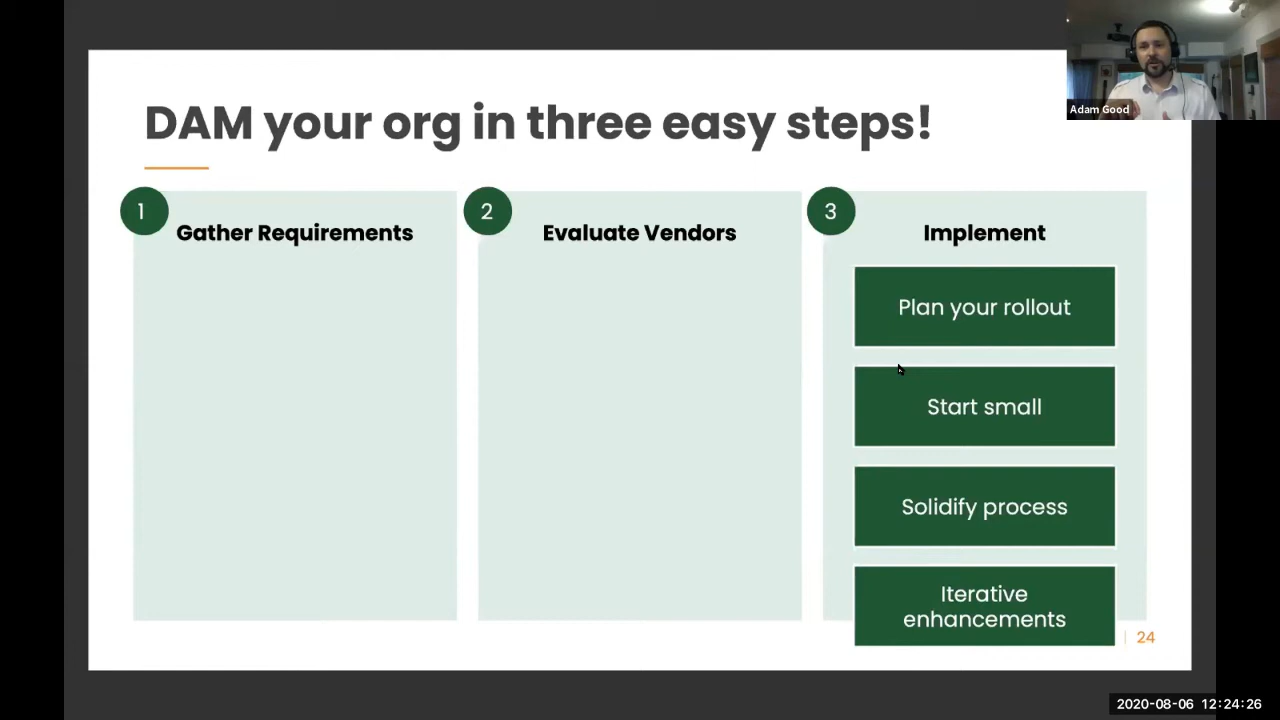 Adam Good
DAM your org in three easy steps!
1
Gather Requirements
2
Evaluate Vendors
3
Implement
Plan your rollout
Start small
Solidify process
Iterative
enhancements
24
2020-08-06 12:24:26